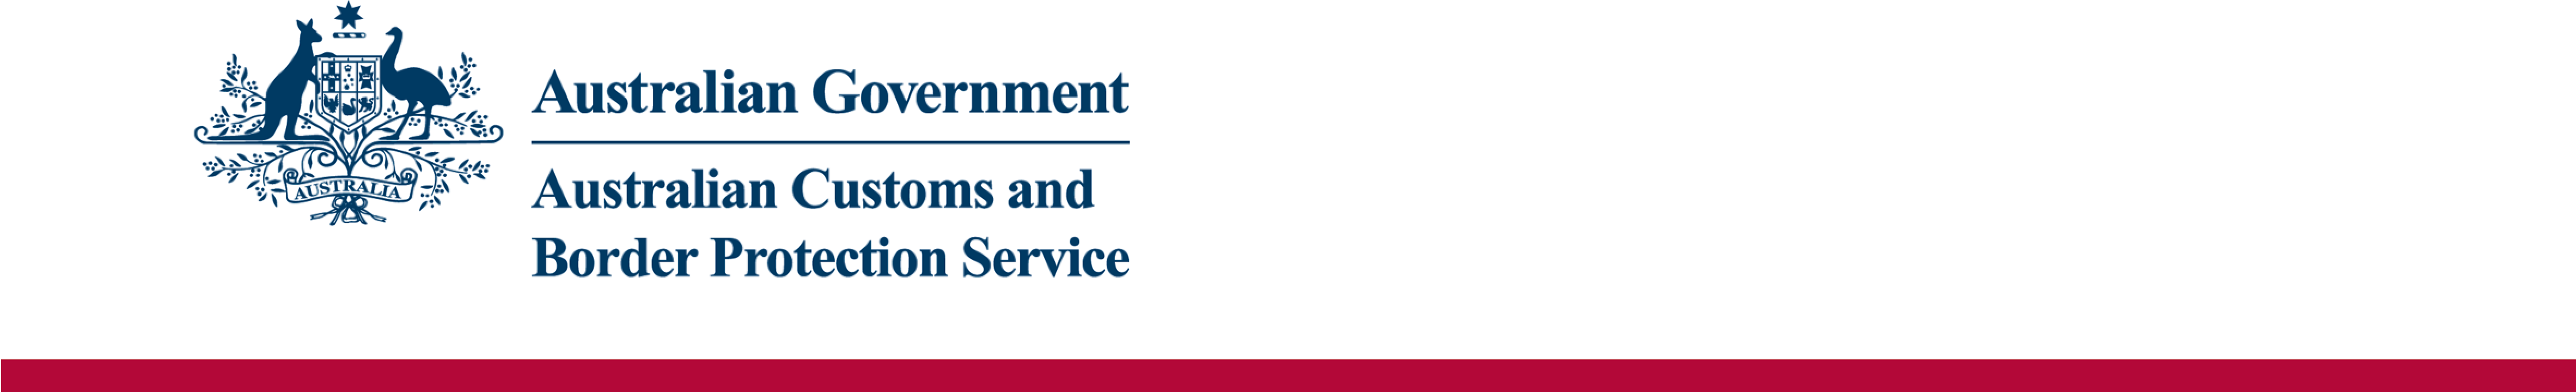 AUSTRALIA
Australian Government
Australian Customs and
Border Protection Service